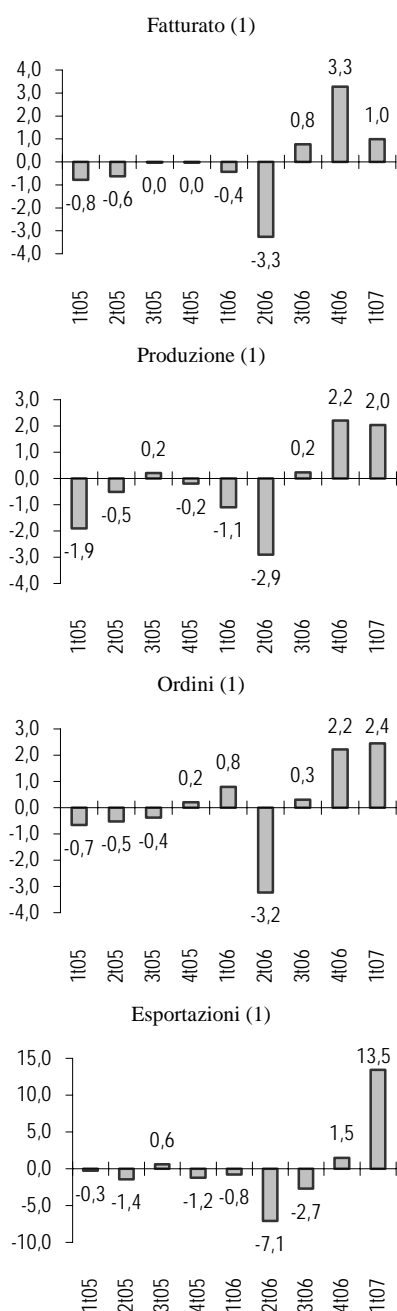 Fatturato (1)
4,0
3,0
2,0
1,0
0,0
-1,0
-2,0
-3,0
-4,0
-0,8
-0,6
0,0
0,0
-0,4
-3,3
0,8
3,3
1,0
1t05
2t05
3t05
4t05
1t06
2t06
3t06
4t06
1t07
Produzione (1)
3,0
2,0
1,0
0,0
-1,0
-2,0
-3,0
-4,0
-1,9
-0,5
0,2
-0,2
-1,1
-2,9
0,2
2,2
2,0
1t05
2t05
3t05
4t05
1t06
2t06
3t06
4t06
1t07
Ordini (1)
3,0
2,0
1,0
0,0
-1,0
-2,0
-3,0
-4,0
-0,7
-0,5
-0,4
0,2
0,8
-3,2
0,3
2,2
2,4
1t05
2t05
3t05
4t05
1t06
2t06
3t06
4t06
1t07
Esportazioni (1)
15,0
10,0
5,0
0,0
-5,0
-10,0
-0,3
-1,4
0,6
-1,2
-0,8
-7,1
-2,7
1,5
13,5
1t05
2t05
3t05
4t05
1t06
2t06
3t06
4t06
1t07